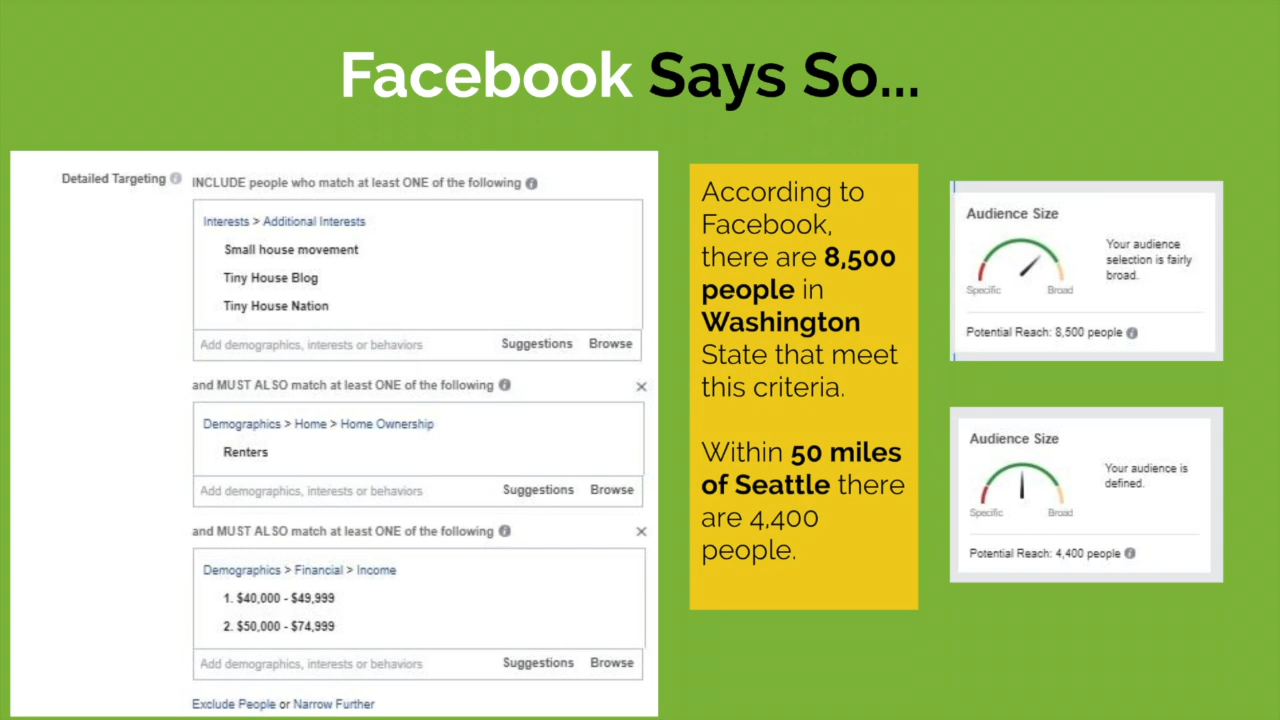 Facebook Says So...
Detailed Targeting
INCLUDE people who match at least ONE of the following
Interests > Additional Interests
Small house movement
Tiny House Blog
Tiny House Nation
Add demographics, interests or behaviors Suggestions Browse
and MUST ALSO match at least ONE of the following
Demographics > Home > Home Ownership
Renters
Add demographics, interests or behaviors Suggestions Browse
and MUST ALSO match at least ONE of the following
Demographics > Financial > Income
1. $40,000 - $49,999
2. $50,000 - $74,999
Add demographics, interests or behaviors Suggestions Browse
Exclude People or Narrow Further
According to
Facebook,
there are 8,500
people in
Washington
State that meet
this criteria.
Within 50 miles
of Seattle there
are 4,400
people.
Audience Size
Your audience
selection is fairly
broad.
Specific Broad
Potential Reach: 8,500 people
Audience Size
Your audience is
defined.
Specific Broad
Potential Reach: 4,400 people